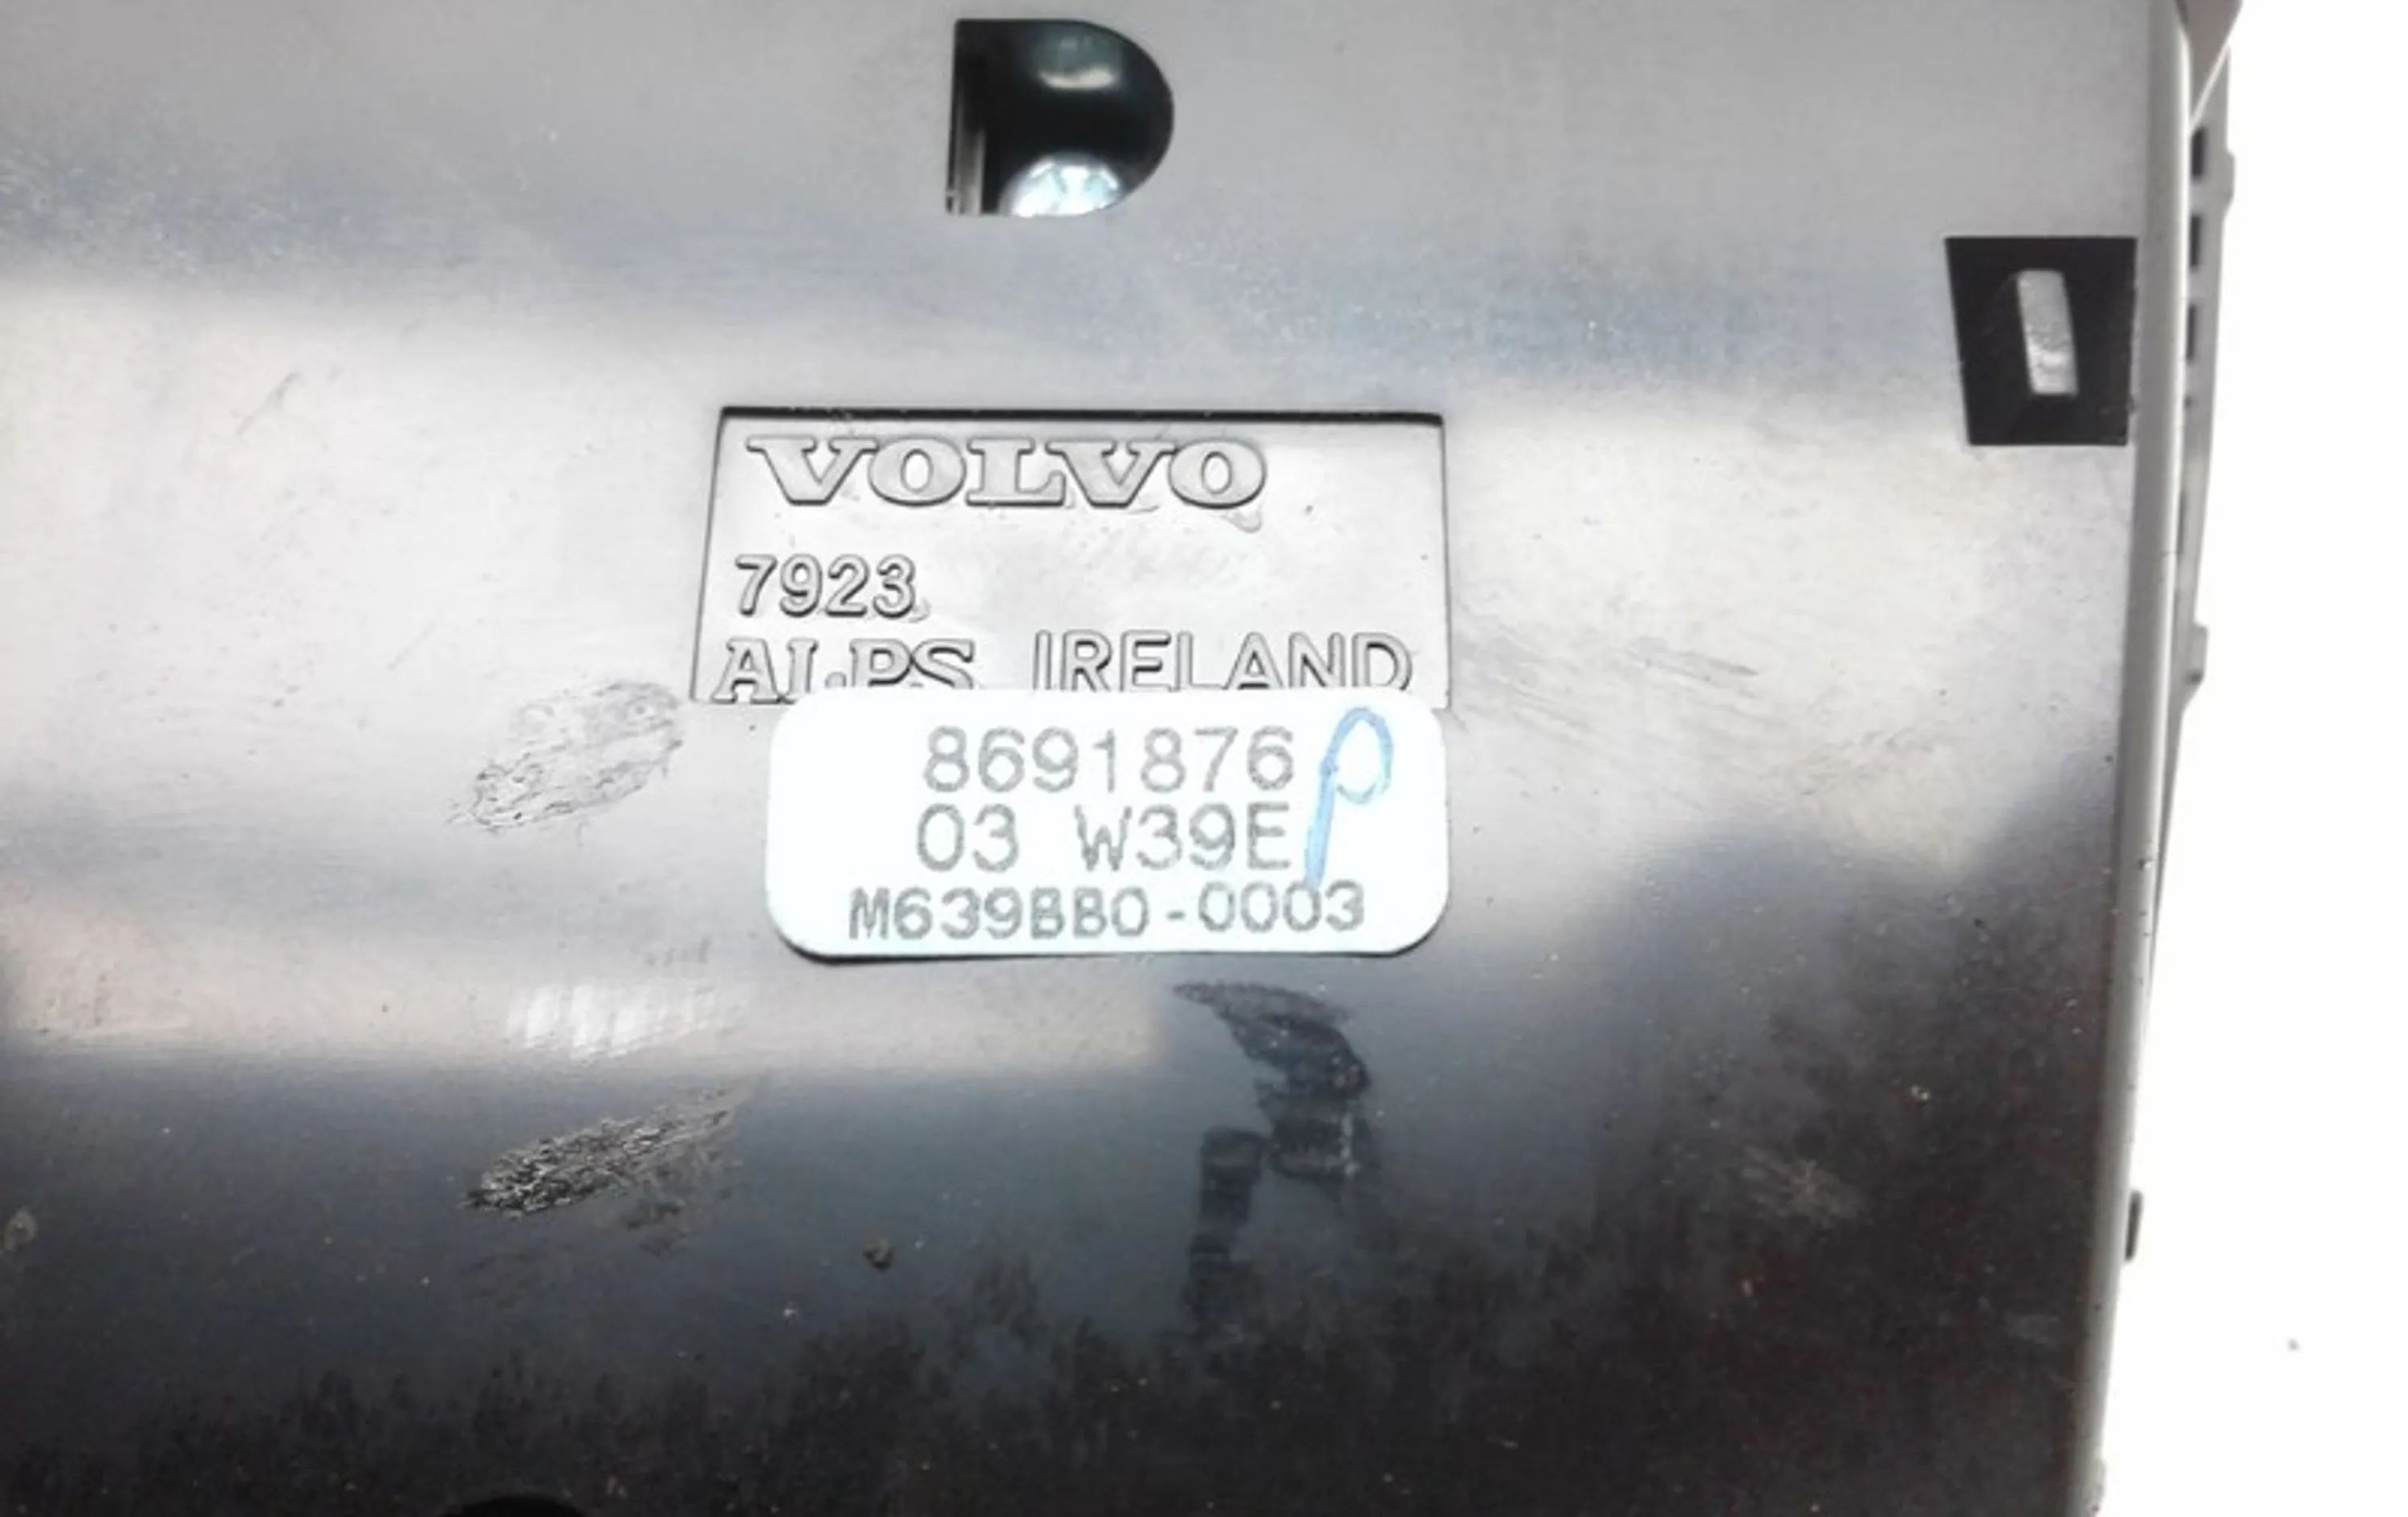 VOLVO
7923
ALPS IRELAND
8691876
03 W39E
M639BB0-0003